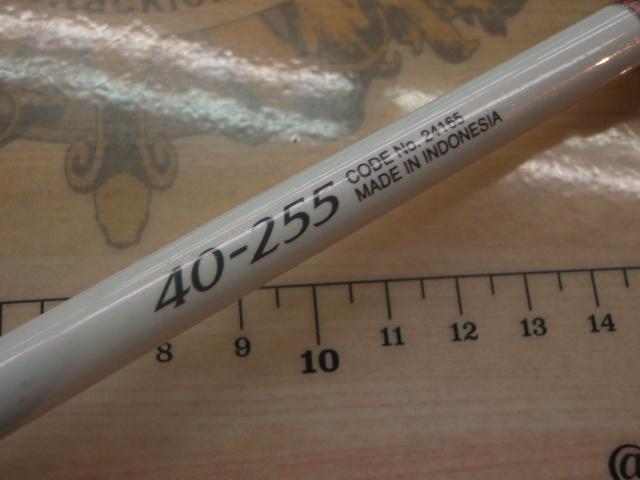 40-255
CODE No. 24165
MADE IN INDONESIA
8 9 10 11 12 13 14
@